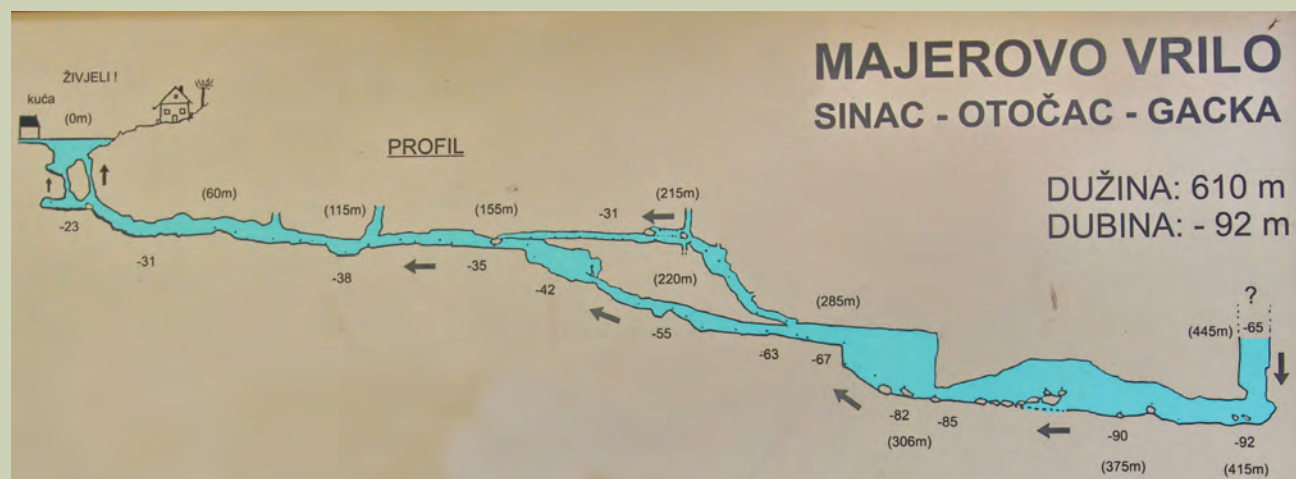 MAJEROVO VRILO
SINAC - OTOČAC - GACKA
DUŽINA: 610 m
DUBINA: - 92 m
PROFIL
ŽIVJELI !
kuća
(0m)
-23
-31
(60m)
(115m)
-38
(155m)
-35
-31
(215m)
-42
(220m)
-55
-63
-67
(285m)
-82
(306m)
-85
-90
(375m)
-92
(415m)
?
(445m)
-65